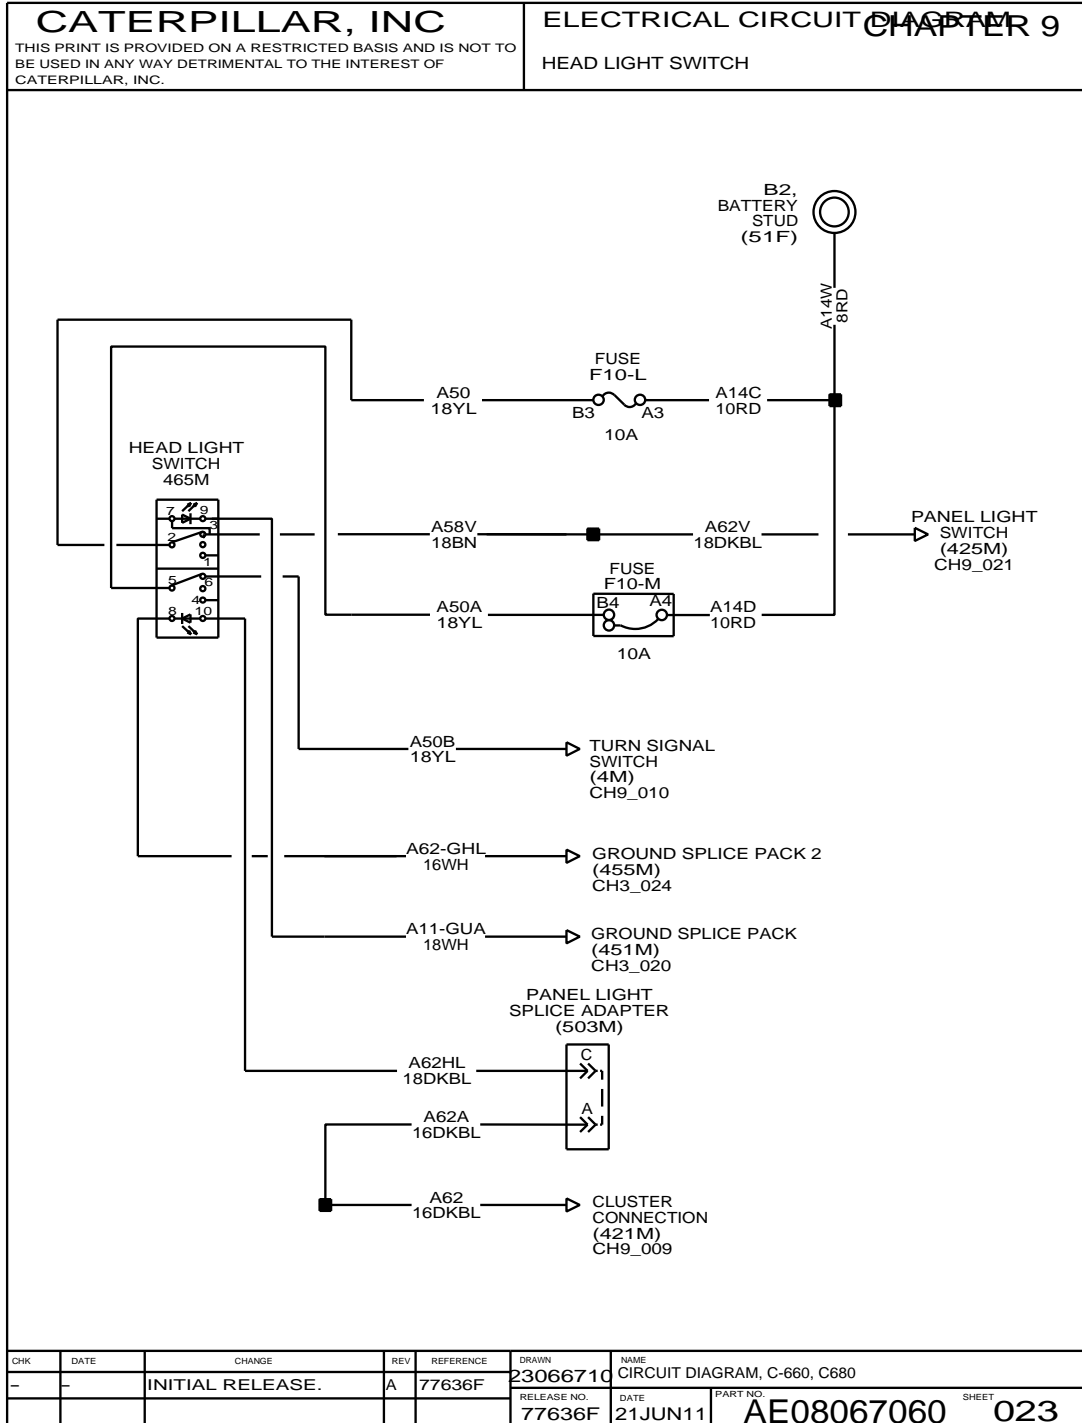 CATERPILLAR, INC
THIS PRINT IS PROVIDED ON A RESTRICTED BASIS AND IS NOT TO
BE USED IN ANY WAY DETRIMENTAL TO THE INTEREST OF
CATERPILLAR, INC.
ELECTRICAL CIRCUIT DIAGRAM
CHAPTER 9
HEAD LIGHT SWITCH
B2,
BATTERY
STUD
(51F)
A14W
8RD
FUSE
F10-L
A50
18YL
B3
A3
10A
A14C
10RD
HEAD LIGHT
SWITCH
465M
7
9
3
2
1
5
6
4
8
10
A58V
18BN
A62V
18DKBL
PANEL LIGHT
SWITCH
(425M)
CH9_021
FUSE
F10-M
A50A
18YL
B4
A4
10A
A14D
10RD
A50B
18YL
TURN SIGNAL
SWITCH
(4M)
CH9_010
A62-GHL
16WH
GROUND SPLICE PACK 2
(455M)
CH3_024
A11-GUA
18WH
GROUND SPLICE PACK
(451M)
CH3_020
PANEL LIGHT
SPLICE ADAPTER
(503M)
C
A
A62HL
18DKBL
A62A
16DKBL
A62
16DKBL
CLUSTER
CONNECTION
(421M)
CH9_009
CHK DATE CHANGE REV REFERENCE
– – INITIAL RELEASE. A 77636F
DRAWN
23066710
NAME
CIRCUIT DIAGRAM, C-660, C680
RELEASE NO.
77636F
DATE
21JUN11
PART NO.
AE08067060
SHEET
023